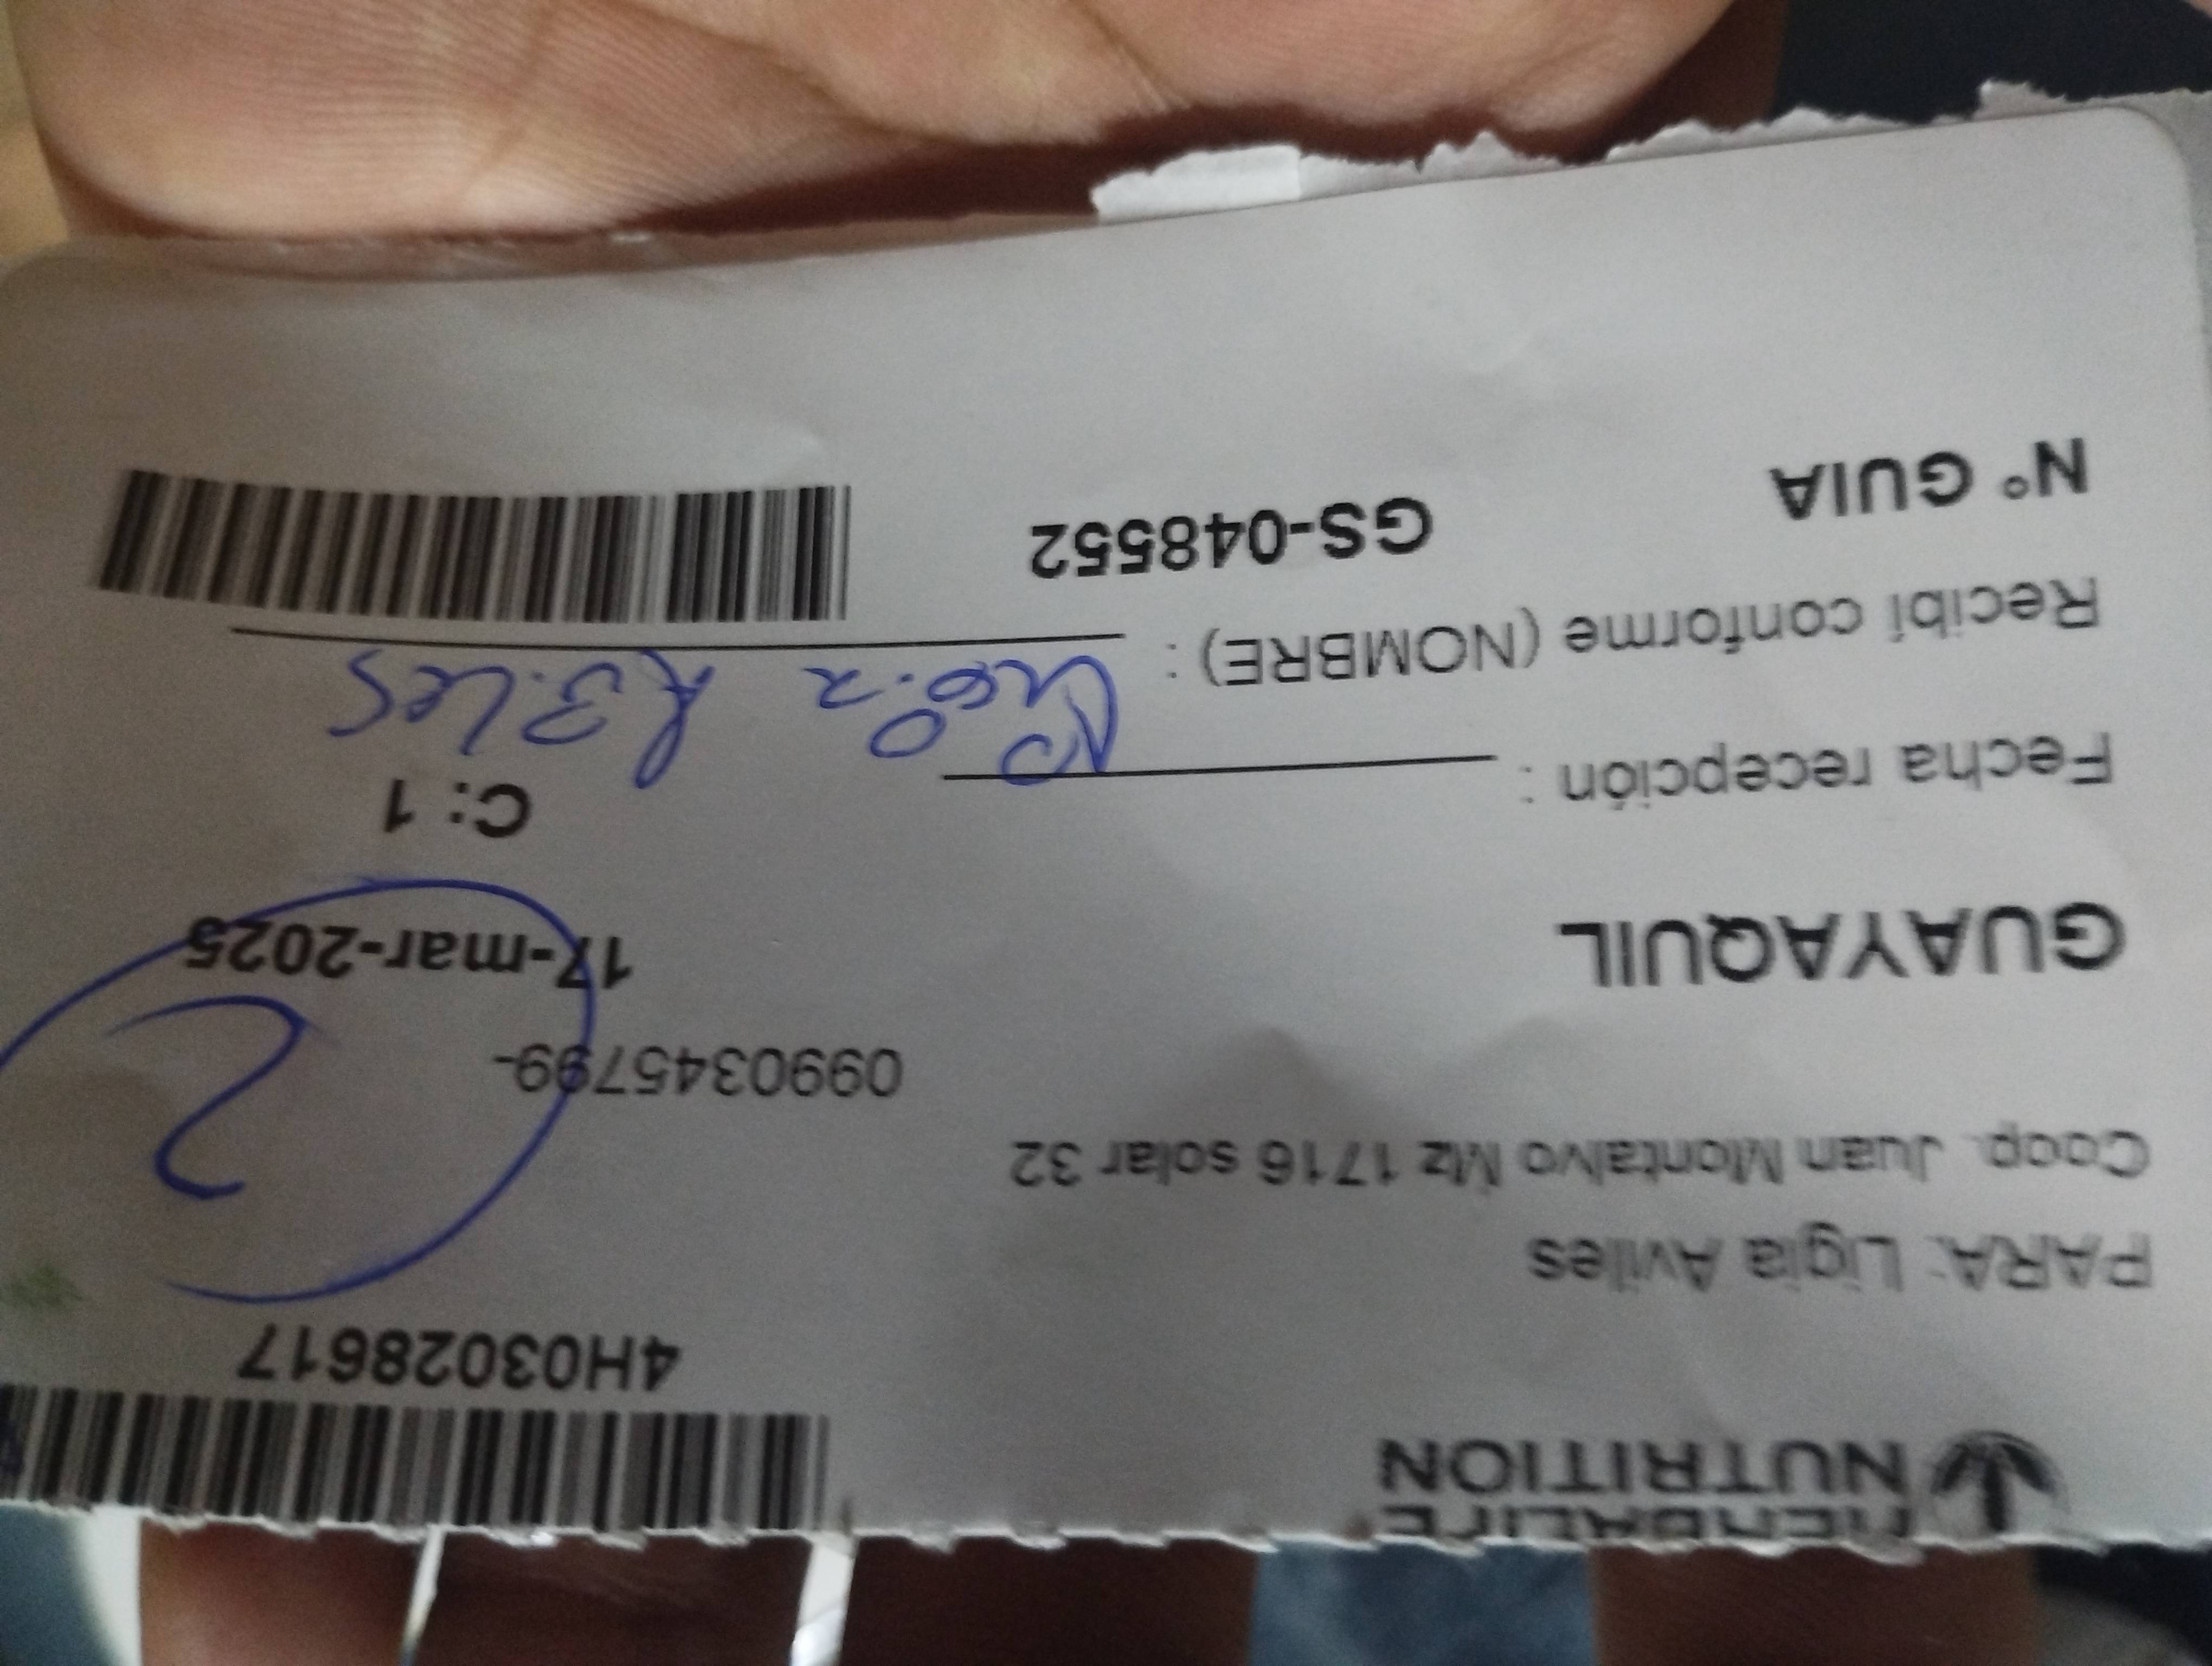 HERBALIFE
NUTRITION
4H03028617
PARA: Ligia Aviles
Coop. Juan Montalvo Mz 1716 solar 32
0990345799-
2
GUAYAQUIL
17-mar-2025
C: 1
Fecha recepción :
Recibí conforme (NOMBRE) :
N° GUIA
GS-048552